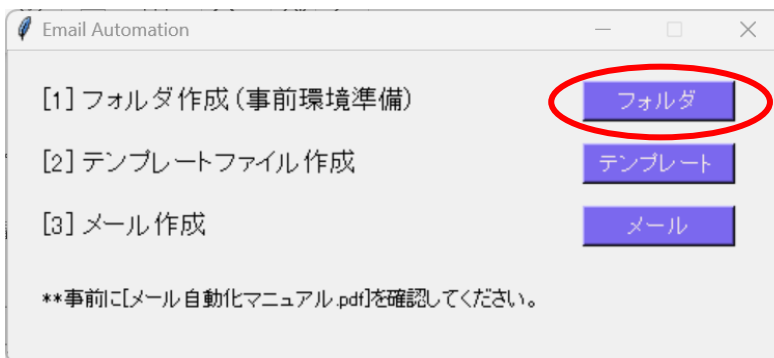 Email Automation
[1] フォルダ作成(事前環境準備) フォルダ
[2] テンプレートファイル作成 テンプレート
[3] メール作成 メール
**事前に[メール自動化マニュアル.pdf]を確認してください。